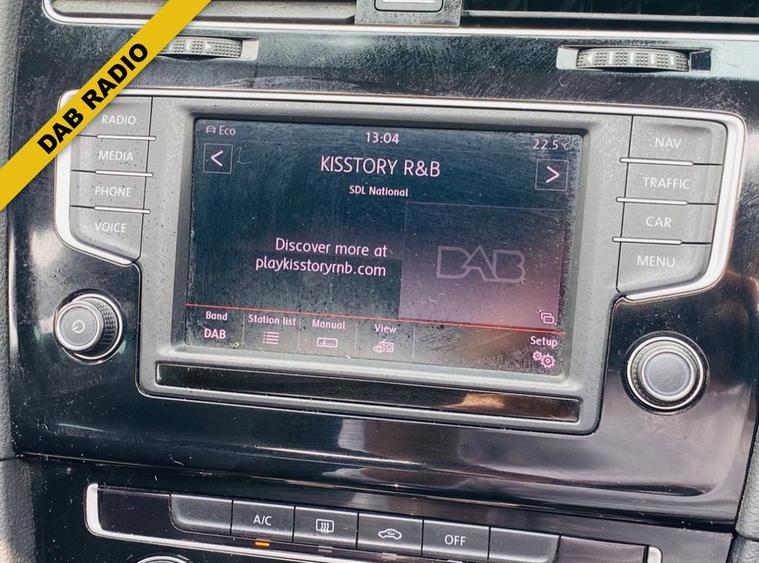 DAB RADIO
RADIO
MEDIA
PHONE
VOICE
Eco
13:04
22.5°C
<
KISSTORY R&B
>
SDL National
Discover more at
playkisstoryrnb.com
DAB
Band
DAB
Station list
Manual
View
Setup
NAV
TRAFFIC
CAR
MENU
A/C
OFF